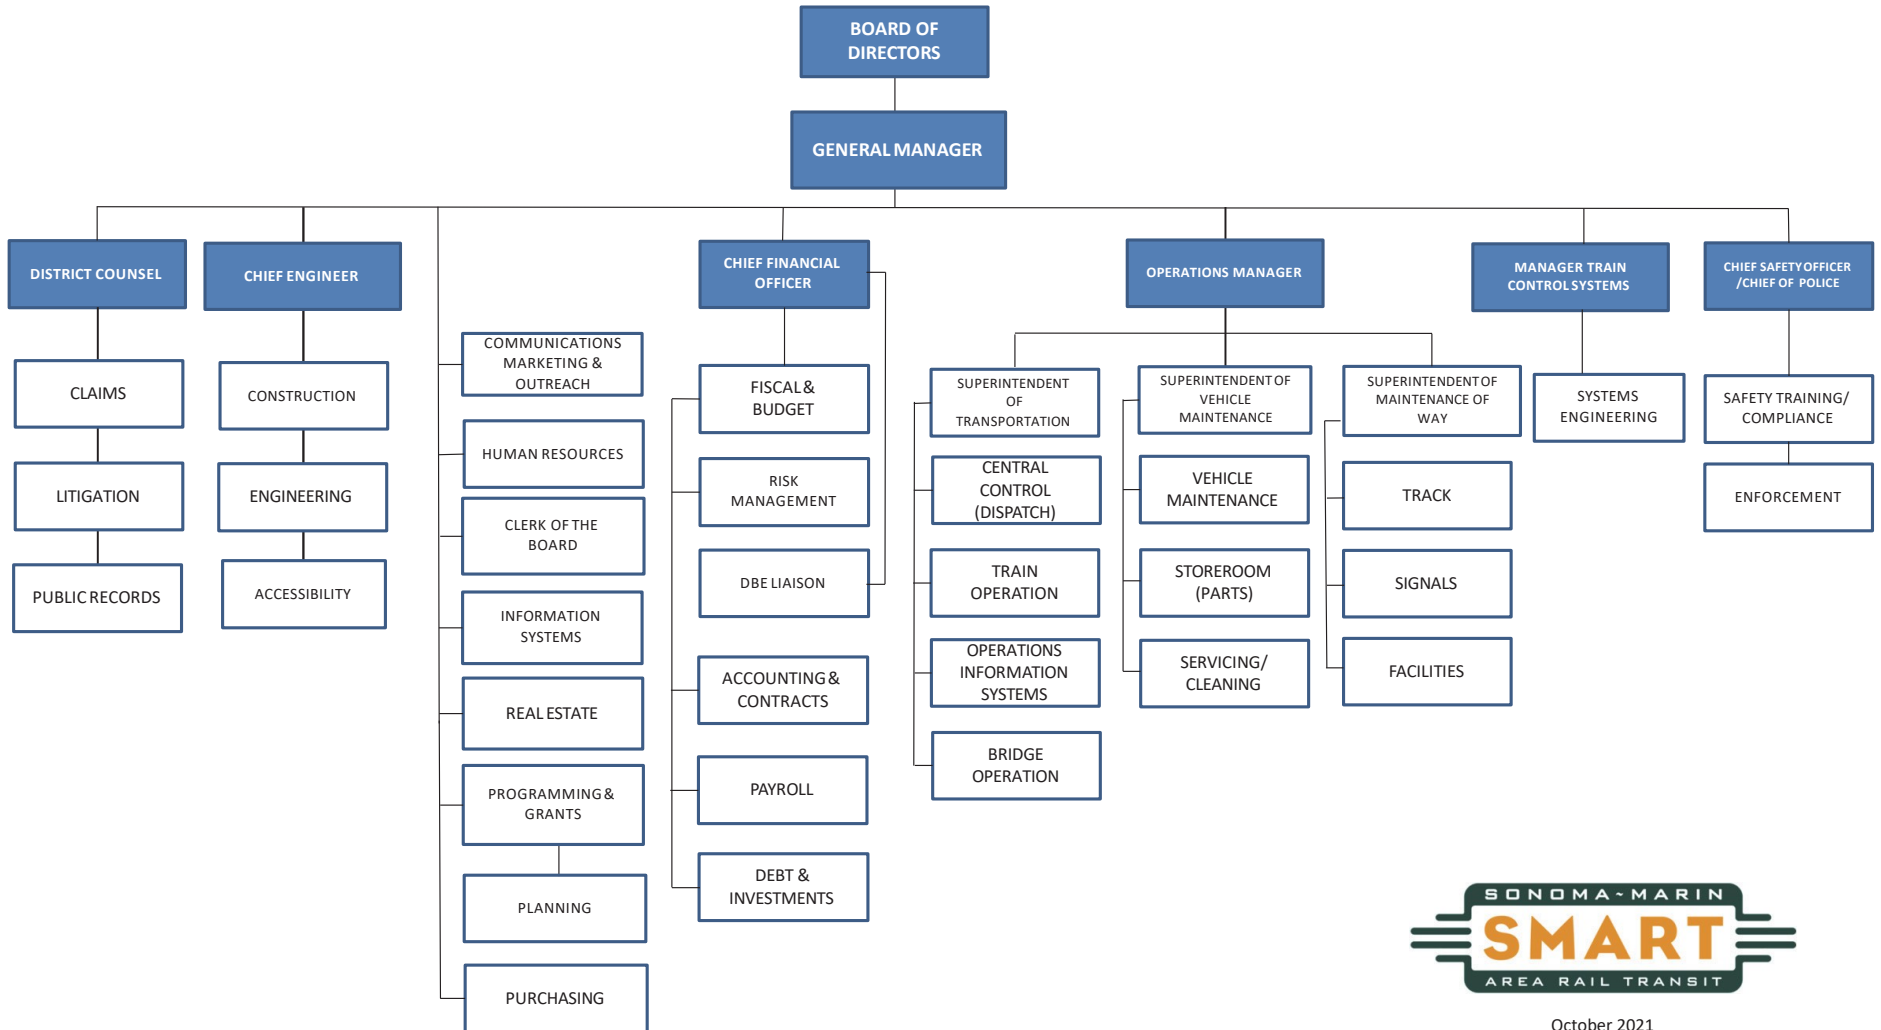 BOARD OF
DIRECTORS
GENERAL MANAGER
DISTRICT COUNSEL
CHIEF ENGINEER
CHIEF FINANCIAL
OFFICER
OPERATIONS MANAGER
MANAGER TRAIN
CONTROL SYSTEMS
CHIEF SAFETY OFFICER
/CHIEF OF POLICE
CLAIMS
LITIGATION
PUBLIC RECORDS
CONSTRUCTION
ENGINEERING
ACCESSIBILITY
COMMUNICATIONS
MARKETING &
OUTREACH
HUMAN RESOURCES
CLERK OF THE
BOARD
INFORMATION
SYSTEMS
REAL ESTATE
PROGRAMMING &
GRANTS
PLANNING
PURCHASING
FISCAL &
BUDGET
RISK
MANAGEMENT
DBE LIAISON
ACCOUNTING &
CONTRACTS
PAYROLL
DEBT &
INVESTMENTS
SUPERINTENDENT
OF
TRANSPORTATION
CENTRAL
CONTROL
(DISPATCH)
TRAIN
OPERATION
OPERATIONS
INFORMATION
SYSTEMS
BRIDGE
OPERATION
SUPERINTENDENT OF
VEHICLE
MAINTENANCE
VEHICLE
MAINTENANCE
STOREROOM
(PARTS)
SERVICING/
CLEANING
SUPERINTENDENT OF
MAINTENANCE OF
WAY
TRACK
SIGNALS
FACILITIES
SYSTEMS
ENGINEERING
SAFETY TRAINING/
COMPLIANCE
ENFORCEMENT
SONOMA~MARIN
SMART
AREA RAIL TRANSIT
October 2021